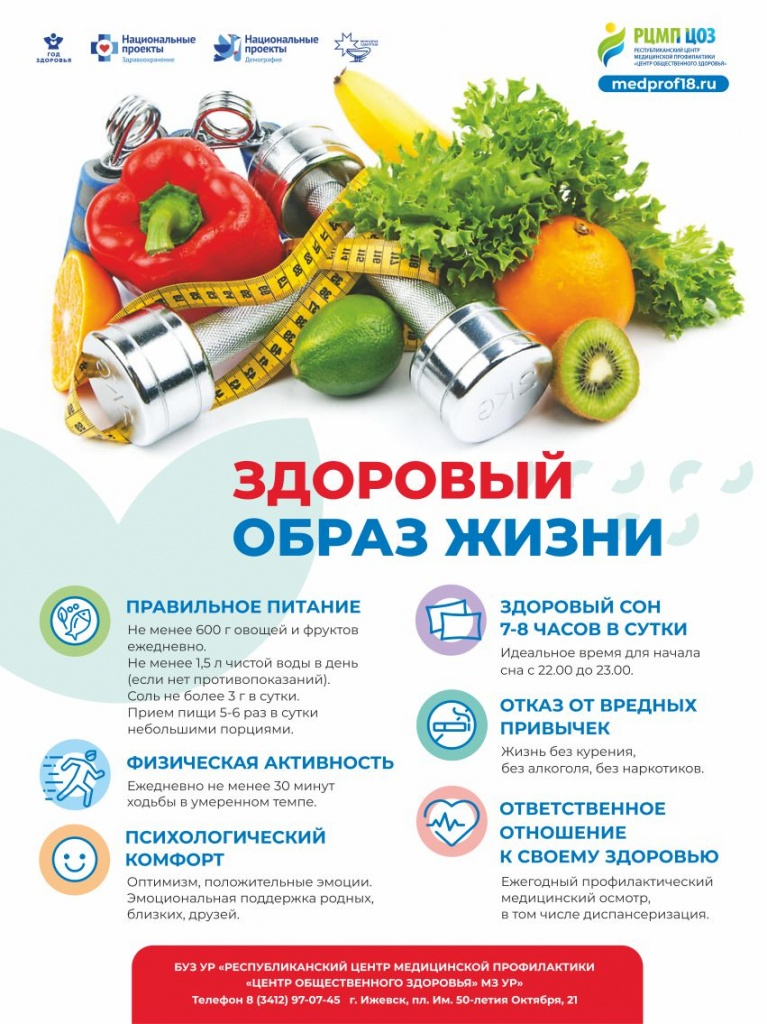 ГОД
ЗДОРОВЬЯ
Национальные
проекты
Здравоохранение
Национальные
проекты
Демография
РЦМП ЦОЗ
РЕСПУБЛИКАНСКИЙ ЦЕНТР
МЕДИЦИНСКОЙ ПРОФИЛАКТИКИ
«ЦЕНТР ОБЩЕСТВЕННОГО ЗДОРОВЬЯ»
medprof18.ru
ЗДОРОВЫЙ
ОБРАЗ ЖИЗНИ
ПРАВИЛЬНОЕ ПИТАНИЕ
Не менее 600 г овощей и фруктов
ежедневно.
Не менее 1,5 л чистой воды в день
(если нет противопоказаний).
Соль не более 3 г в сутки.
Прием пищи 5-6 раз в сутки
небольшими порциями.
ФИЗИЧЕСКАЯ АКТИВНОСТЬ
Ежедневно не менее 30 минут
ходьбы в умеренном темпе.
ПСИХОЛОГИЧЕСКИЙ
КОМФОРТ
Оптимизм, положительные эмоции.
Эмоциональная поддержка родных,
близких, друзей.
ЗДОРОВЫЙ СОН
7-8 ЧАСОВ В СУТКИ
Идеальное время для начала
сна с 22.00 до 23.00.
ОТКАЗ ОТ ВРЕДНЫХ
ПРИВЫЧЕК
Жизнь без курения,
без алкоголя, без наркотиков.
ОТВЕТСТВЕННОЕ
ОТНОШЕНИЕ
К СВОЕМУ ЗДОРОВЬЮ
Ежегодный профилактический
медицинский осмотр,
в том числе диспансеризация.
БУЗ УР «РЕСПУБЛИКАНСКИЙ ЦЕНТР МЕДИЦИНСКОЙ ПРОФИЛАКТИКИ
«ЦЕНТР ОБЩЕСТВЕННОГО ЗДОРОВЬЯ» МЗ УР»
Телефон 8 (3412) 97-07-45 г. Ижевск, пл. Им. 50-летия Октября, 21